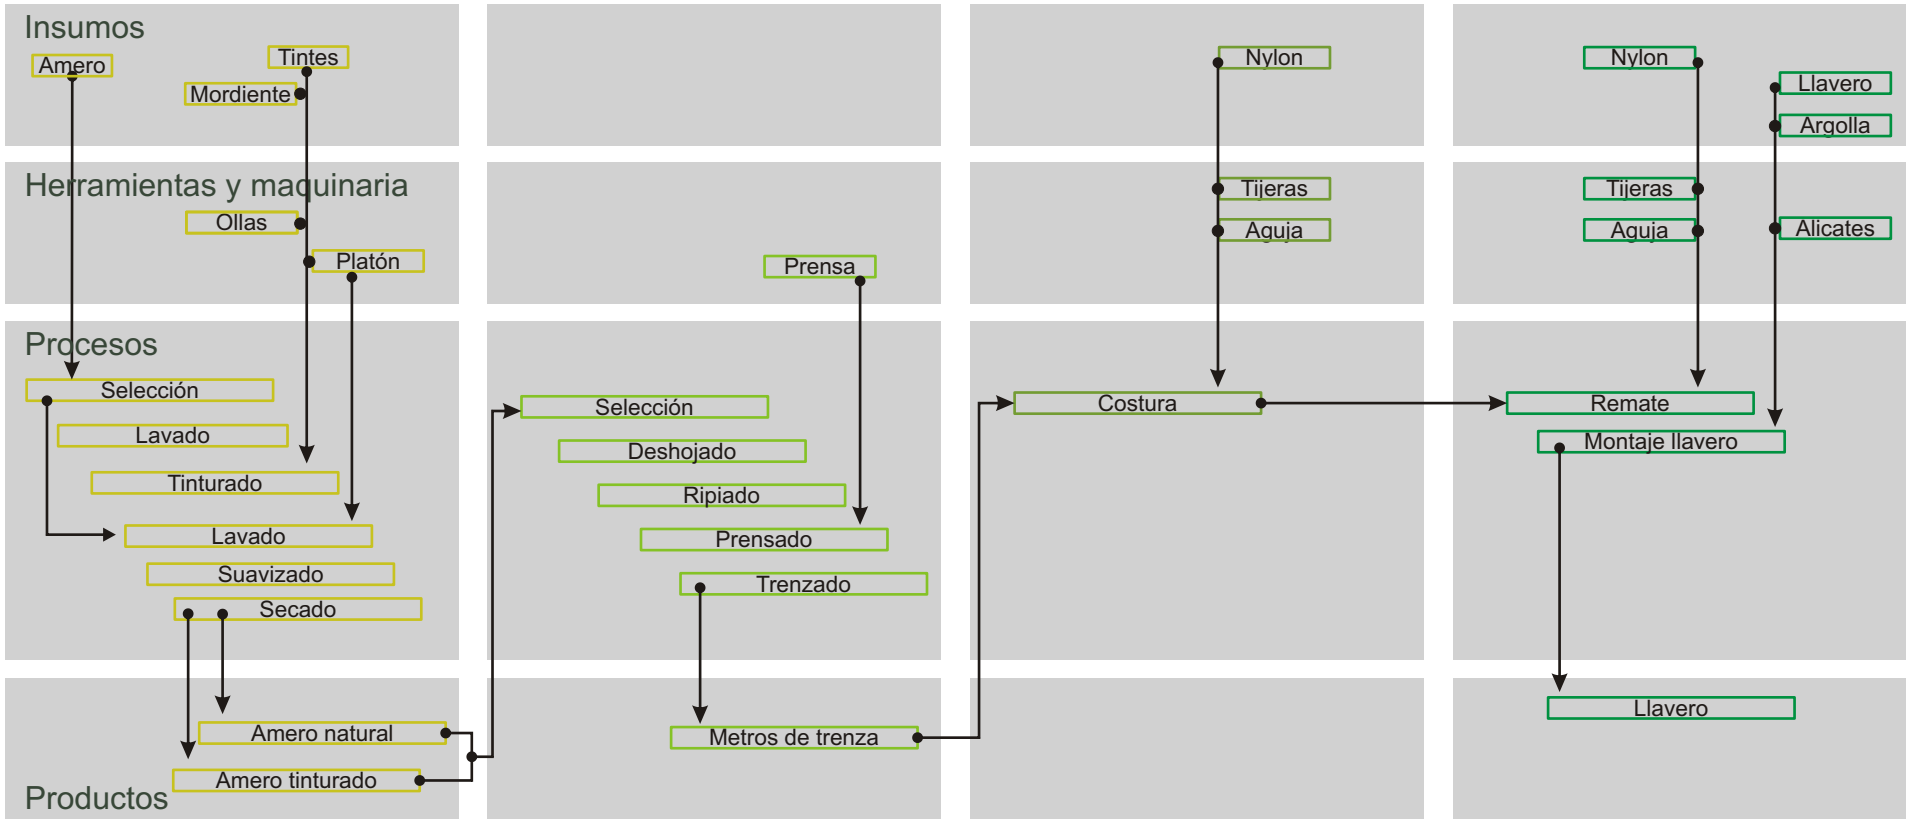 Insumos
Amero
Tintes
Mordiente
Nylon
Nylon
Llavero
Argolla
Herramientas y maquinaria
Ollas
Platón
Prensa
Tijeras
Aguja
Tijeras
Aguja
Alicates
Procesos
Selección
Lavado
Tinturado
Lavado
Suavizado
Secado
Selección
Deshojado
Ripiado
Prensado
Trenzado
Costura
Remate
Montaje llavero
Productos
Amero natural
Amero tinturado
Metros de trenza
Llavero